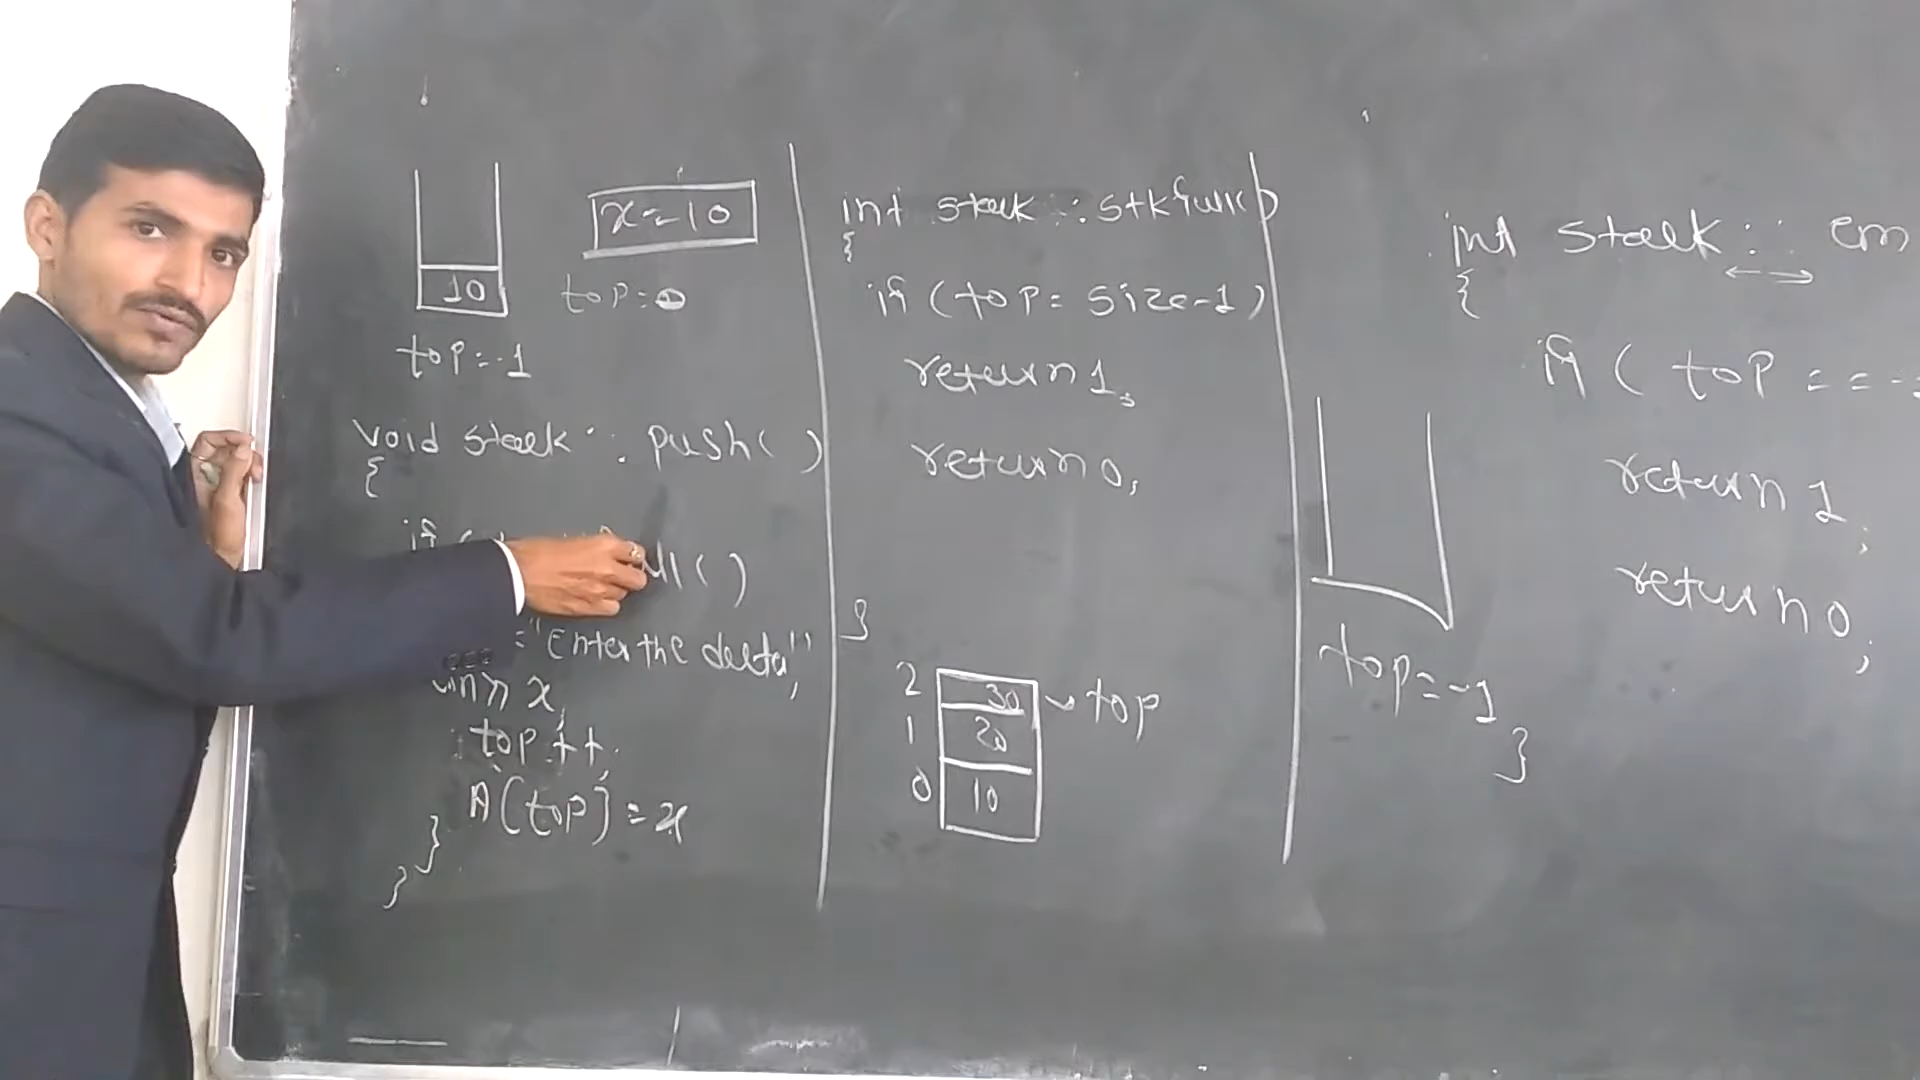 10
x=10
top=0
top=-1
void stack :: push()
{
if (
ll()
="Enter the data";
x;
top++;
A[top]=x
}
}
int stack :: stkfull()
{
if (top= size-1)
return 1;
return 0;
}
2 30 top
1 20
0 10
int stack :: em
{
if ( top ==-
return 1;
return 0;
top=-1
}